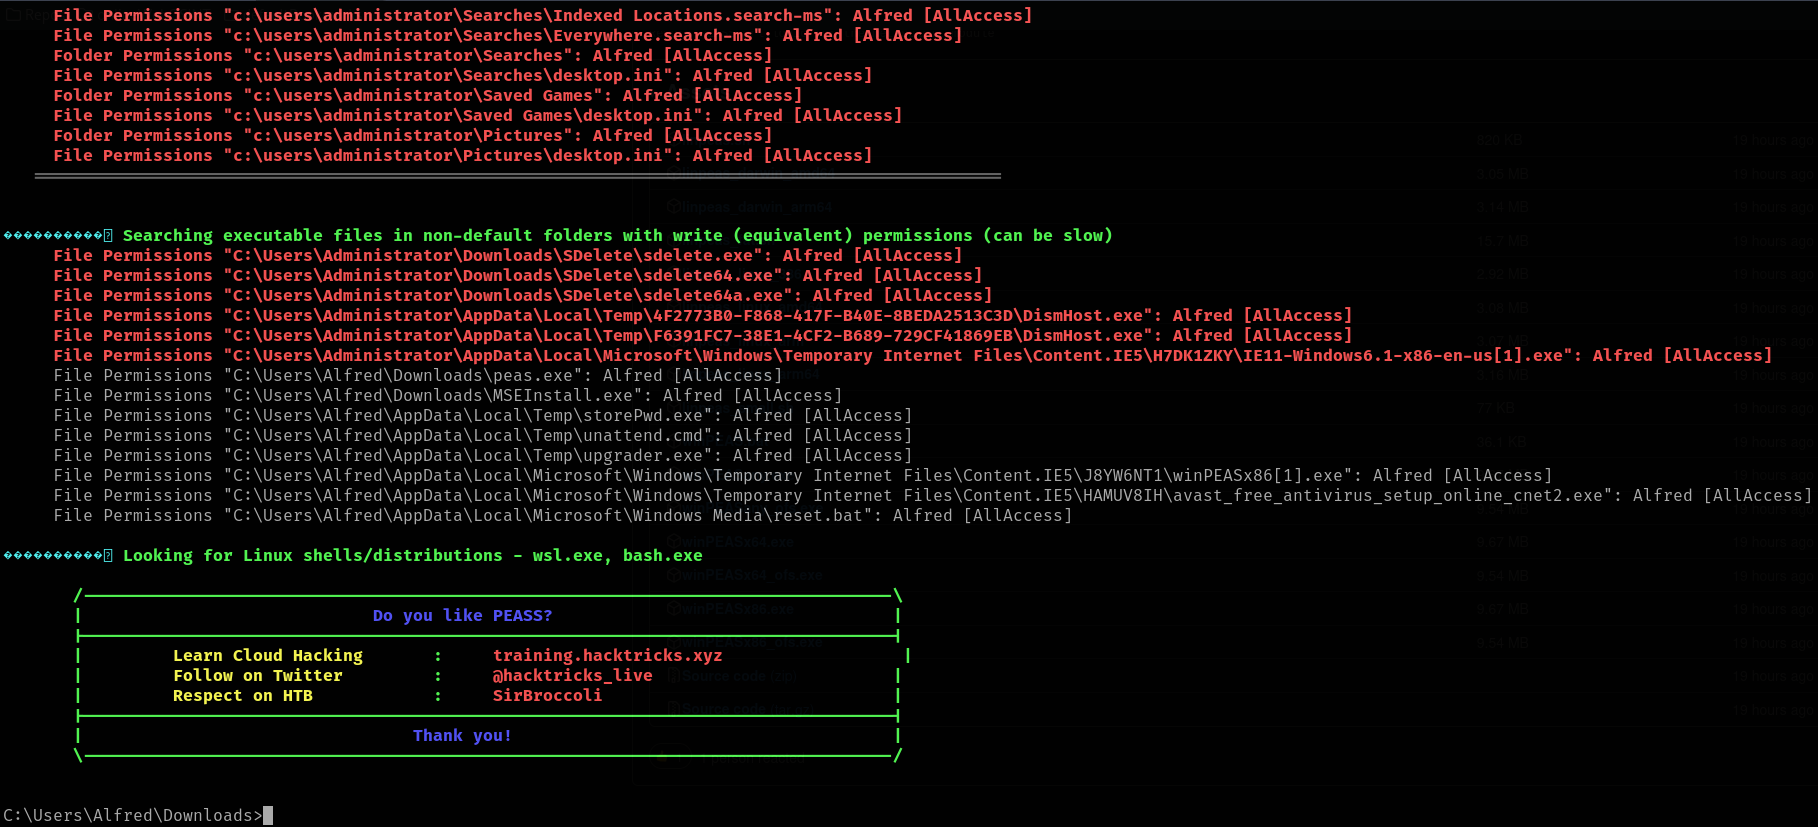 File Permissions "c:\users\administrator\Searches\Indexed Locations.search-ms": Alfred [AllAccess]
File Permissions "c:\users\administrator\Searches\Everywhere.search-ms": Alfred [AllAccess]
Folder Permissions "c:\users\administrator\Searches": Alfred [AllAccess]
File Permissions "c:\users\administrator\Searches\desktop.ini": Alfred [AllAccess]
Folder Permissions "c:\users\administrator\Saved Games": Alfred [AllAccess]
File Permissions "c:\users\administrator\Saved Games\desktop.ini": Alfred [AllAccess]
Folder Permissions "c:\users\administrator\Pictures": Alfred [AllAccess]
File Permissions "c:\users\administrator\Pictures\desktop.ini": Alfred [AllAccess]
Searching executable files in non-default folders with write (equivalent) permissions (can be slow)
File Permissions "C:\Users\Administrator\Downloads\SDelete\sdelete.exe": Alfred [AllAccess]
File Permissions "C:\Users\Administrator\Downloads\SDelete\sdelete64.exe": Alfred [AllAccess]
File Permissions "C:\Users\Administrator\Downloads\SDelete\sdelete64a.exe": Alfred [AllAccess]
File Permissions "C:\Users\Administrator\AppData\Local\Temp\4F2773B0-F868-417F-B40E-8BEDA2513C3D\DismHost.exe": Alfred [AllAccess]
File Permissions "C:\Users\Administrator\AppData\Local\Temp\F6391FC7-38E1-4CF2-B689-729CF41869EB\DismHost.exe": Alfred [AllAccess]
File Permissions "C:\Users\Administrator\AppData\Local\Microsoft\Windows\Temporary Internet Files\Content.IE5\H7DK1ZKY\IE11-Windows6.1-x86-en-us[1].exe": Alfred [AllAccess]
File Permissions "C:\Users\Alfred\Downloads\peas.exe": Alfred [AllAccess]
File Permissions "C:\Users\Alfred\Downloads\MSEInstall.exe": Alfred [AllAccess]
File Permissions "C:\Users\Alfred\AppData\Local\Temp\storePwd.exe": Alfred [AllAccess]
File Permissions "C:\Users\Alfred\AppData\Local\Temp\unattend.cmd": Alfred [AllAccess]
File Permissions "C:\Users\Alfred\AppData\Local\Temp\upgrader.exe": Alfred [AllAccess]
File Permissions "C:\Users\Alfred\AppData\Local\Microsoft\Windows\Temporary Internet Files\Content.IE5\J8YW6NT1\winPEASx86[1].exe": Alfred [AllAccess]
File Permissions "C:\Users\Alfred\AppData\Local\Microsoft\Windows\Temporary Internet Files\Content.IE5\HAMUV8IH\avast_free_antivirus_setup_online_cnet2.exe": Alfred [AllAccess]
File Permissions "C:\Users\Alfred\AppData\Local\Microsoft\Windows Media\reset.bat": Alfred [AllAccess]
Looking for Linux shells/distributions - wsl.exe, bash.exe
Do you like PEASS?
Learn Cloud Hacking : training.hacktricks.xyz
Follow on Twitter : @hacktricks_live
Respect on HTB : SirBroccoli
Thank you!
C:\Users\Alfred\Downloads>